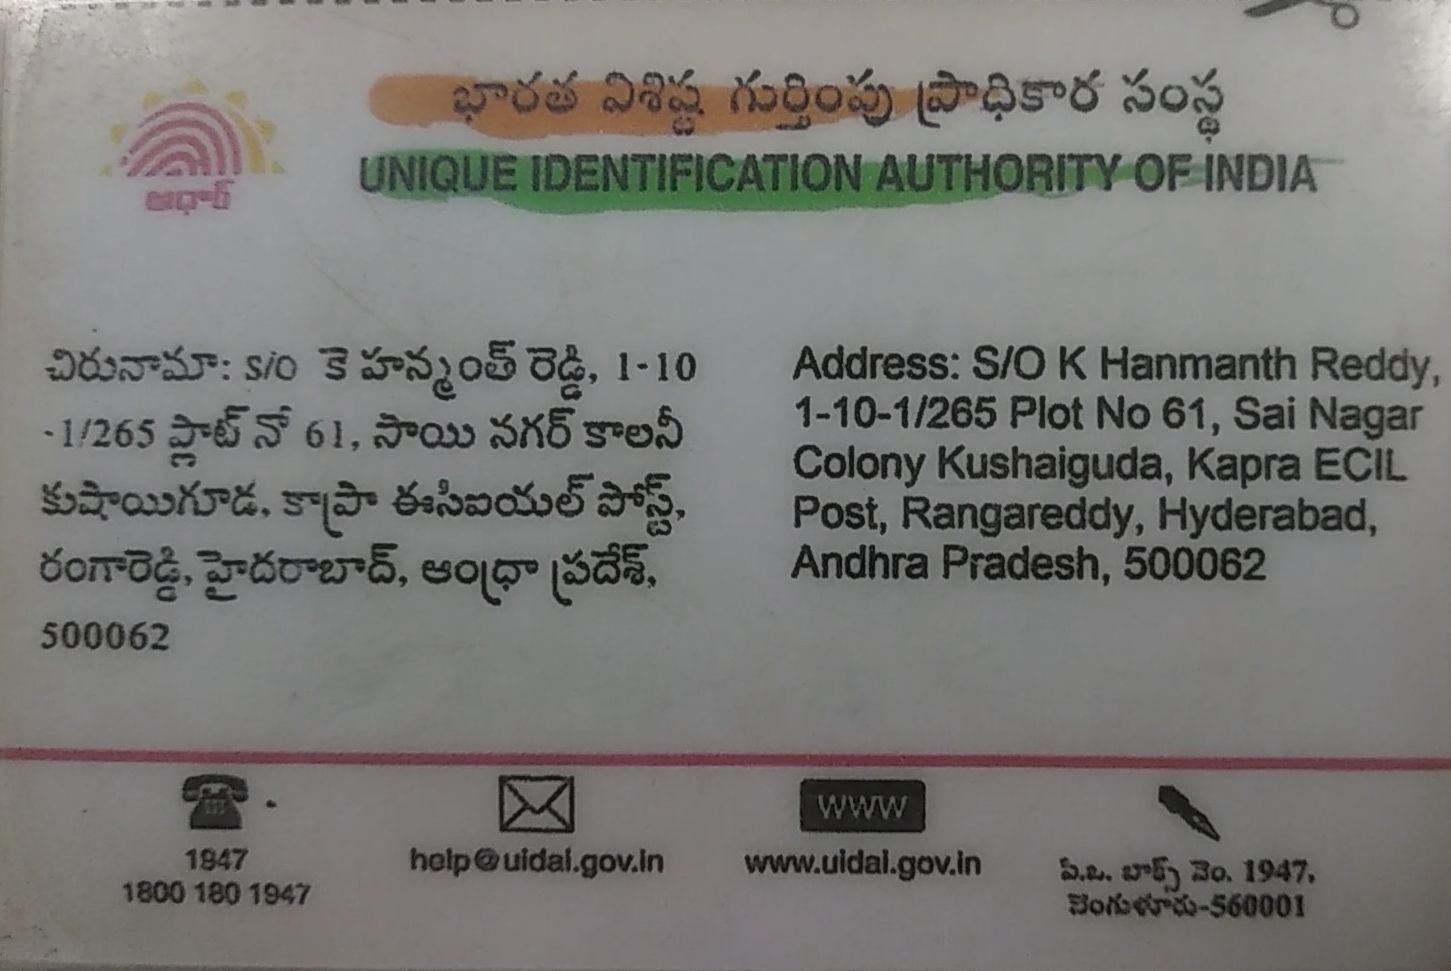 భారత విశిష్ట గుర్తింపు ప్రాధికార సంస్థ
ఆధార్
UNIQUE IDENTIFICATION AUTHORITY OF INDIA
చిరునామా: S/O కె హన్మంత్ రెడ్డి, 1-10
-1/265 ప్లాట్ నో 61, సాయి నగర్ కాలనీ
కుషాయిగూడ, కాప్రా ఈసిఐయల్ పోస్ట్,
రంగారెడ్డి, హైదరాబాద్, ఆంధ్రా ప్రదేశ్,
500062
Address: S/O K Hanmanth Reddy,
1-10-1/265 Plot No 61, Sai Nagar
Colony Kushaiguda, Kapra ECIL
Post, Rangareddy, Hyderabad,
Andhra Pradesh, 500062
1947
1800 180 1947
help@uidai.gov.in
WWW
www.uidai.gov.in
పి.ఒ. బాక్స్ నెం. 1947,
బెంగుళూరు-560001